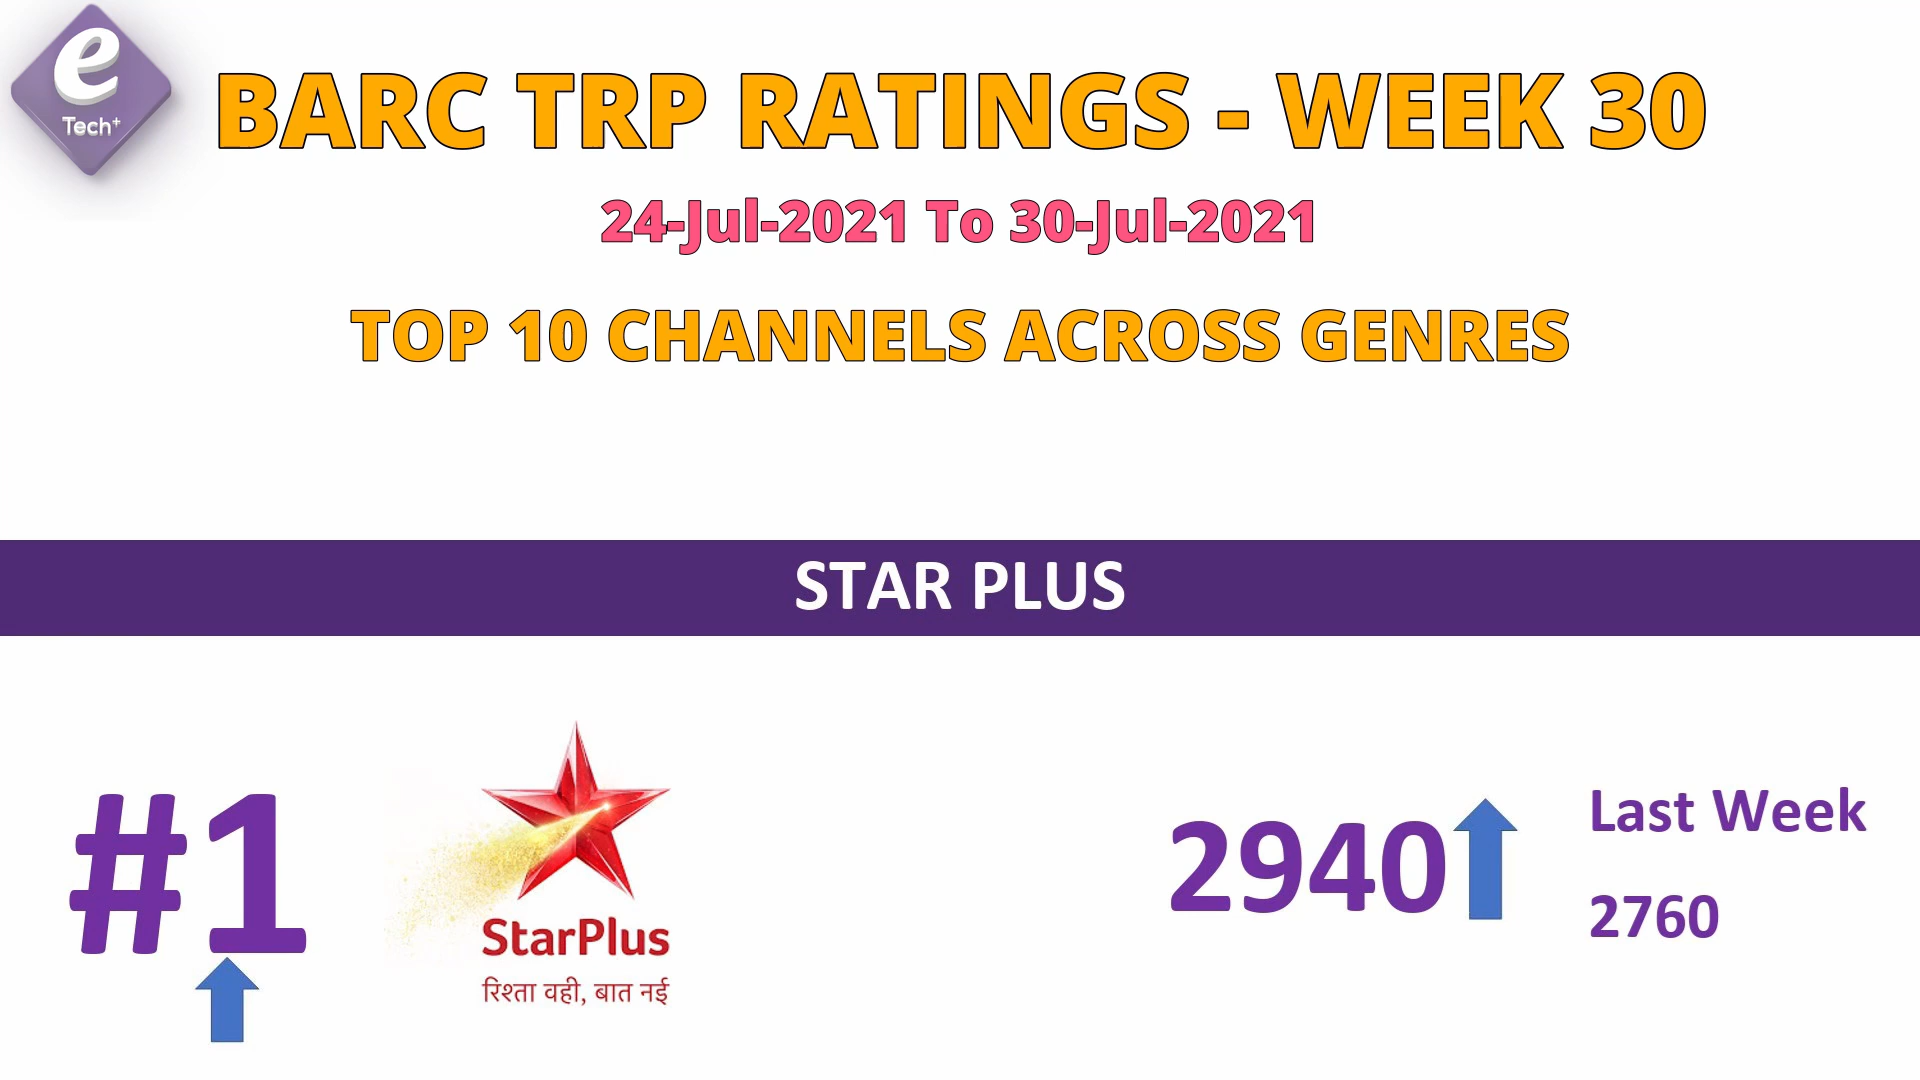 e
Tech+
BARC TRP RATINGS - WEEK 30
24-Jul-2021 To 30-Jul-2021
TOP 10 CHANNELS ACROSS GENRES
STAR PLUS
#1
StarPlus
रिश्ता वही, बात नई
2940
Last Week
2760